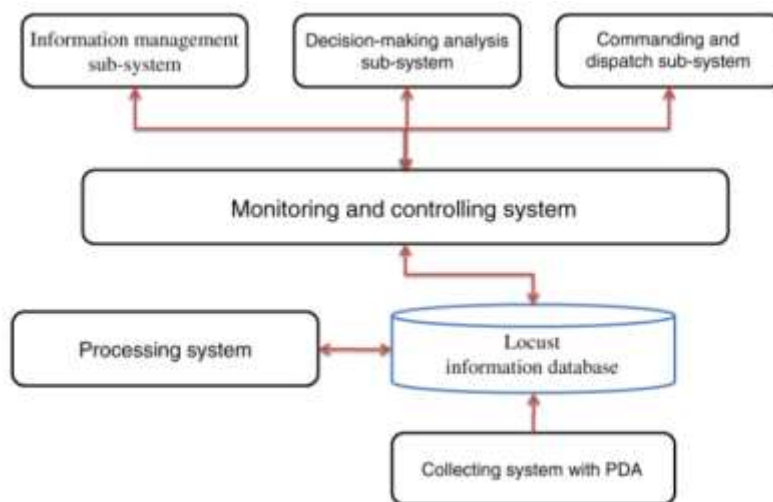 Information management
sub-system
Decision-making analysis
sub-system
Commanding and
dispatch sub-system
Monitoring and controlling system
Processing system
Locust
information database
Collecting system with PDA